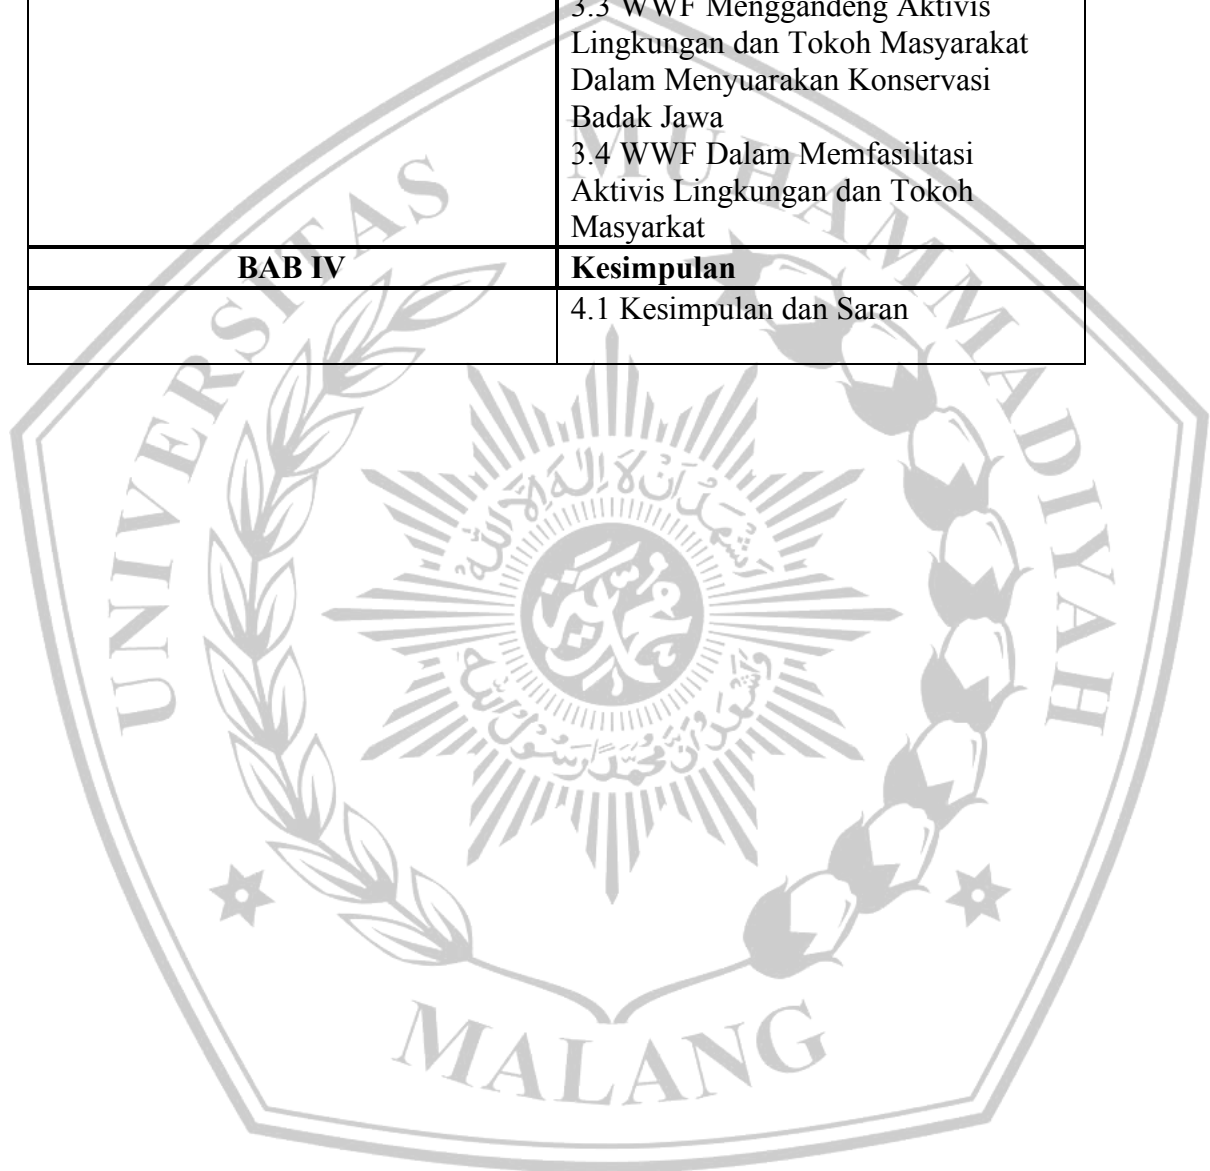 3.3 WWF Menggandeng Aktivis
Lingkungan dan Tokoh Masyarakat
Dalam Menyuarakan Konservasi
Badak Jawa
3.4 WWF Dalam Memfasilitasi
Aktivis Lingkungan dan Tokoh
Masyarkat
BAB IV Kesimpulan
4.1 Kesimpulan dan Saran
UNIVERSITAS MUHAMMADIYAH
MALANG